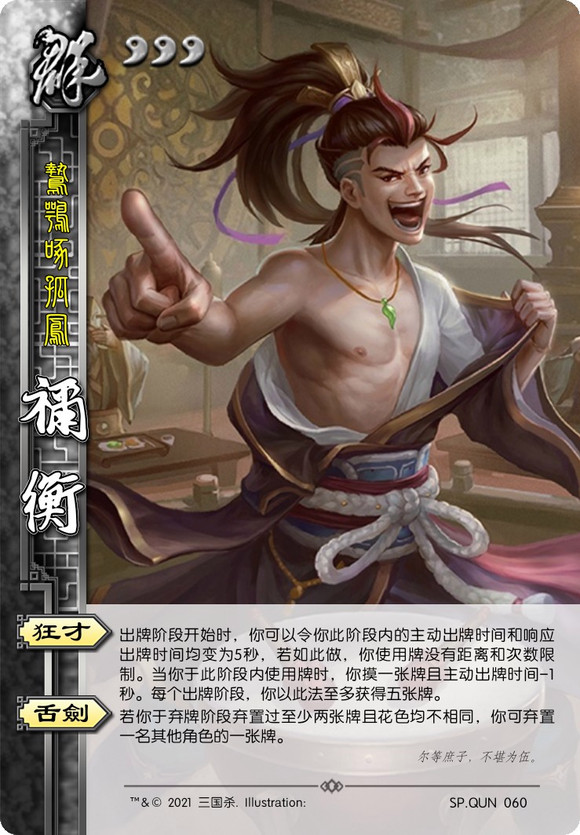 群
鷙鶚啄孤鳳
禰衡
狂才
出牌阶段开始时，你可以令你此阶段内的主动出牌时间和响应
出牌时间均变为5秒，若如此做，你使用牌没有距离和次数限
制。当你于此阶段内使用牌时，你摸一张牌且主动出牌时间-1
秒。每个出牌阶段，你以此法至多获得五张牌。
舌劍
若你于弃牌阶段弃置过至少两张牌且花色均不相同，你可弃置
一名其他角色的一张牌。
尔等庶子，不堪为伍。
™&© 2021 三国杀. Illustration:
SP.QUN 060